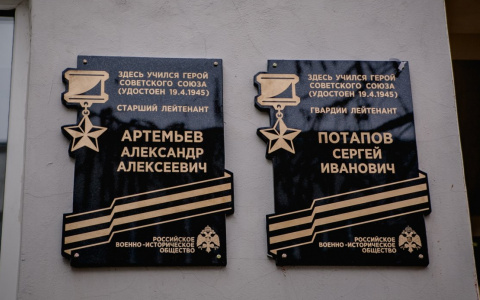 ЗДЕСЬ УЧИЛСЯ ГЕРОЙ
СОВЕТСКОГО СОЮЗА
(УДОСТОЕН 19.4.1945)
СТАРШИЙ ЛЕЙТЕНАНТ
АРТЕМЬЕВ
АЛЕКСАНДР
АЛЕКСЕЕВИЧ
РОССИЙСКОЕ
ВОЕННО-ИСТОРИЧЕСКОЕ
ОБЩЕСТВО
ЗДЕСЬ УЧИЛСЯ ГЕРОЙ
СОВЕТСКОГО СОЮЗА
(УДОСТОЕН 19.4.1945)
ГВАРДИИ ЛЕЙТЕНАНТ
ПОТАПОВ
СЕРГЕЙ
ИВАНОВИЧ
РОССИЙСКОЕ
ВОЕННО-ИСТОРИЧЕСКОЕ
ОБЩЕСТВО